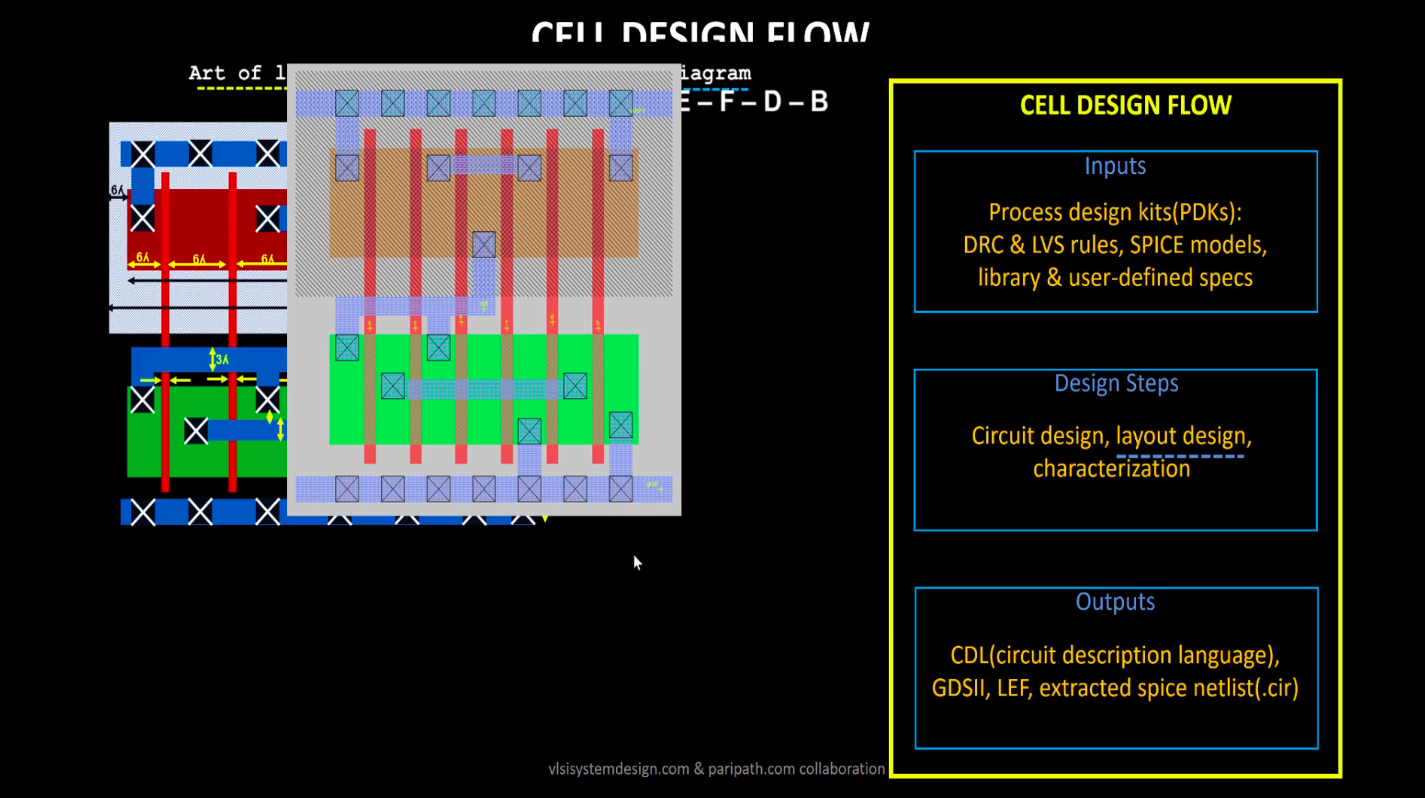 CELL DESIGN FLOW
Art of l
iagram
E – F – D – B
6λ
6λ
6λ
6λ
3λ
CELL DESIGN FLOW
Inputs
Process design kits(PDKs):
DRC & LVS rules, SPICE models,
library & user-defined specs
Design Steps
Circuit design, layout design,
characterization
Outputs
CDL(circuit description language),
GDSII, LEF, extracted spice netlist(.cir)
vlsisystemdesign.com & paripath.com collaboration